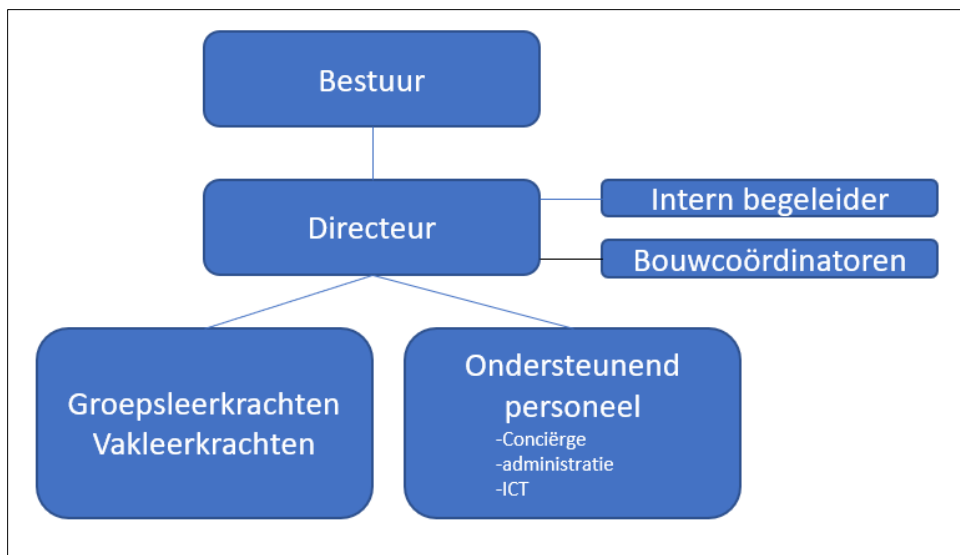 Bestuur
Directeur
Intern begeleider
Bouwcoördinatoren
Groepsleerkrachten
Vakleerkrachten
Ondersteunend
personeel
-Conciërge
-administratie
-ICT